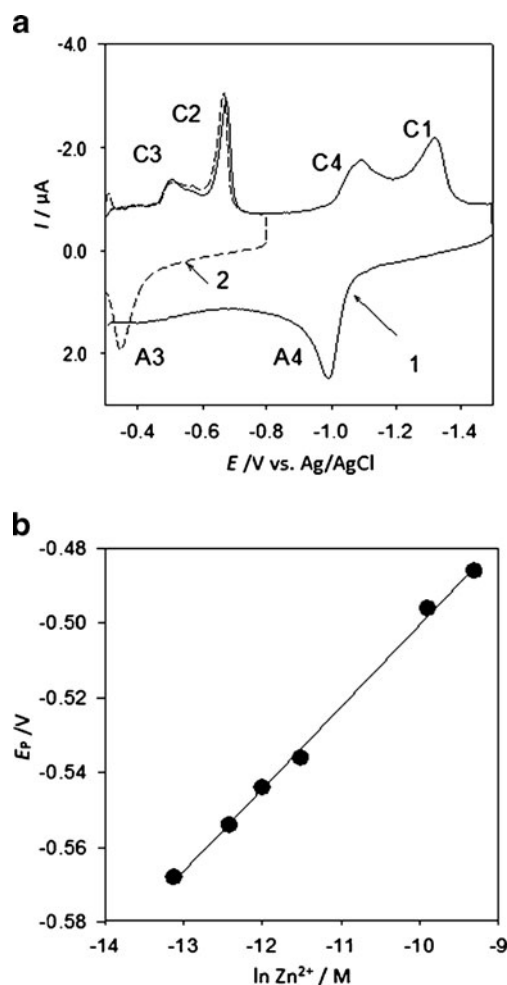 a
-4.0
-2.0
0.0
2.0
I / µA
C3
C2
C4
C1
A3
2
A4
1
-0.4 -0.6 -0.8 -1.0 -1.2 -1.4
E /V vs. Ag/AgCl
b
-0.48
-0.50
-0.52
-0.54
-0.56
-0.58
EP /V
-14 -13 -12 -11 -10 -9
ln Zn²⁺ / M